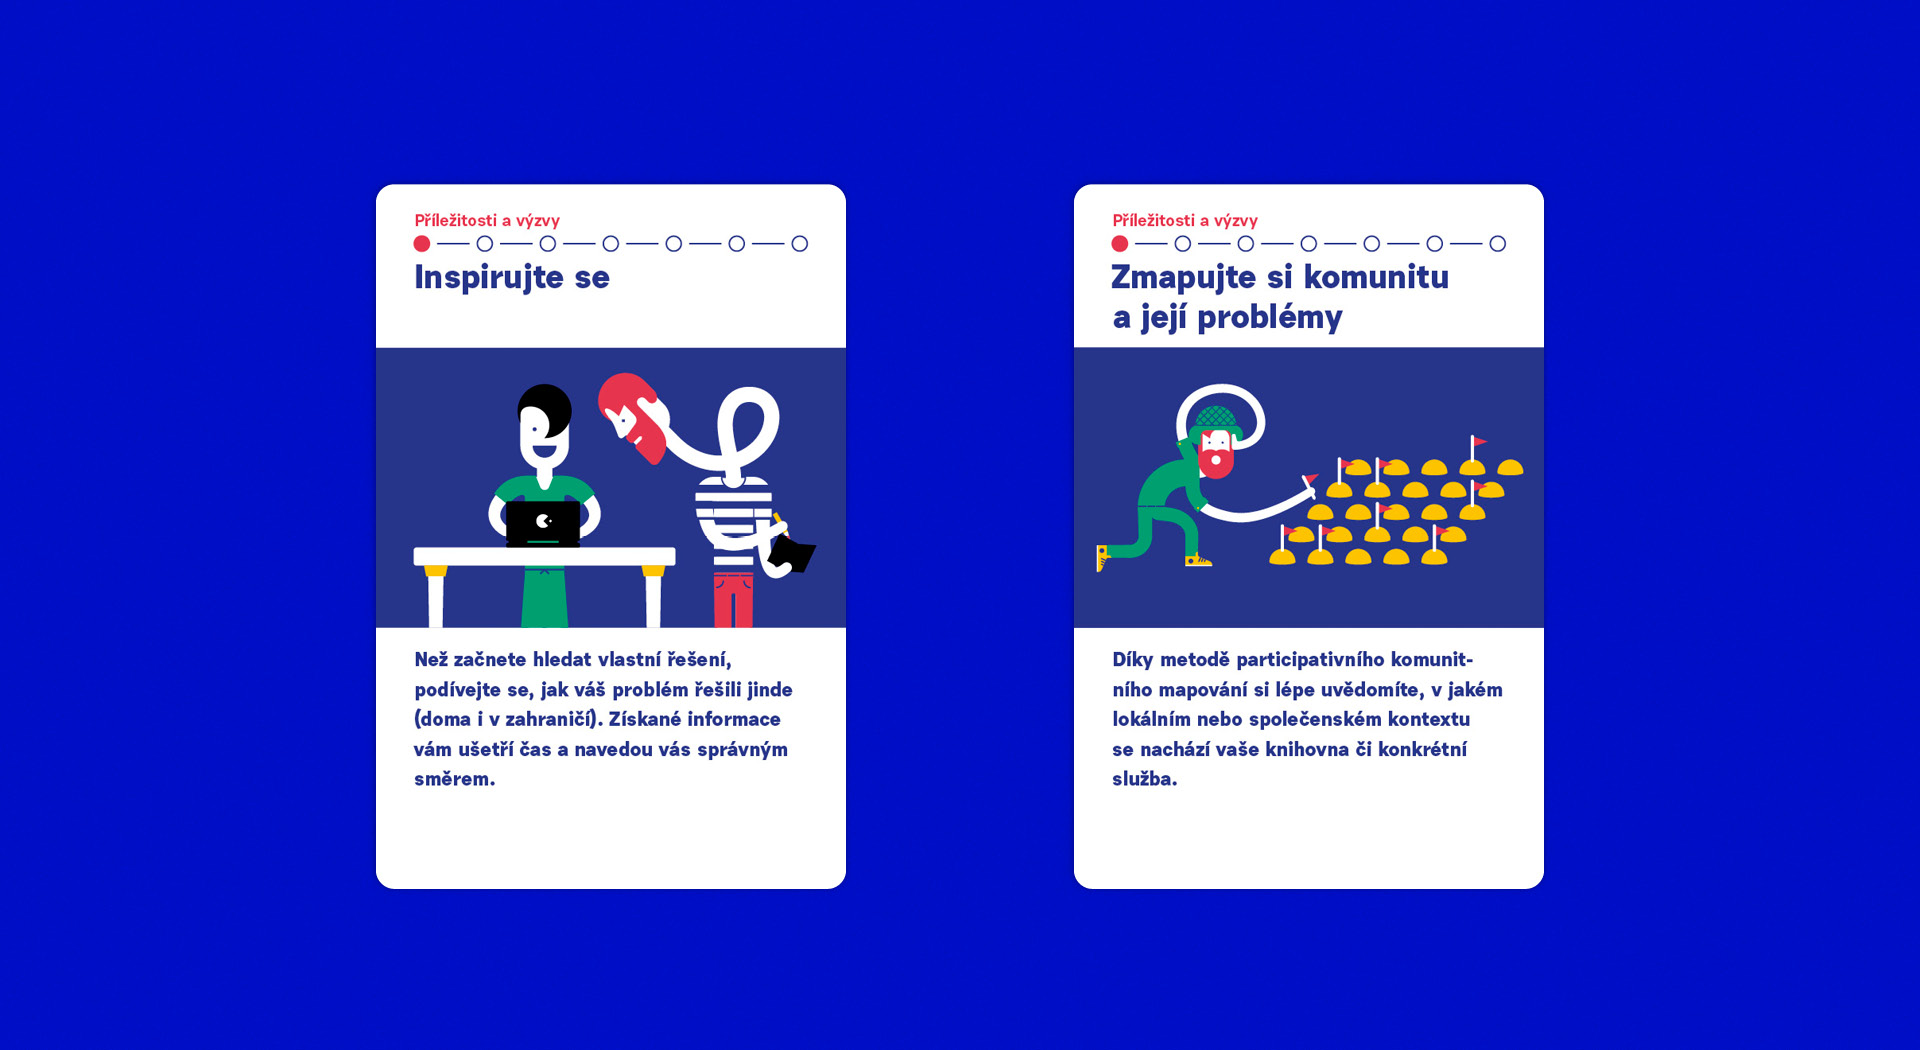 Příležitosti a výzvy
Inspirujte se
Než začnete hledat vlastní řešení,
podívejte se, jak váš problém řešili jinde
(doma i v zahraničí). Získané informace
vám ušetří čas a navedou vás správným
směrem.
Příležitosti a výzvy
Zmapujte si komunitu
a její problémy
Díky metodě participativního komunit-
ního mapování si lépe uvědomíte, v jakém
lokálním nebo společenském kontextu
se nachází vaše knihovna či konkrétní
služba.